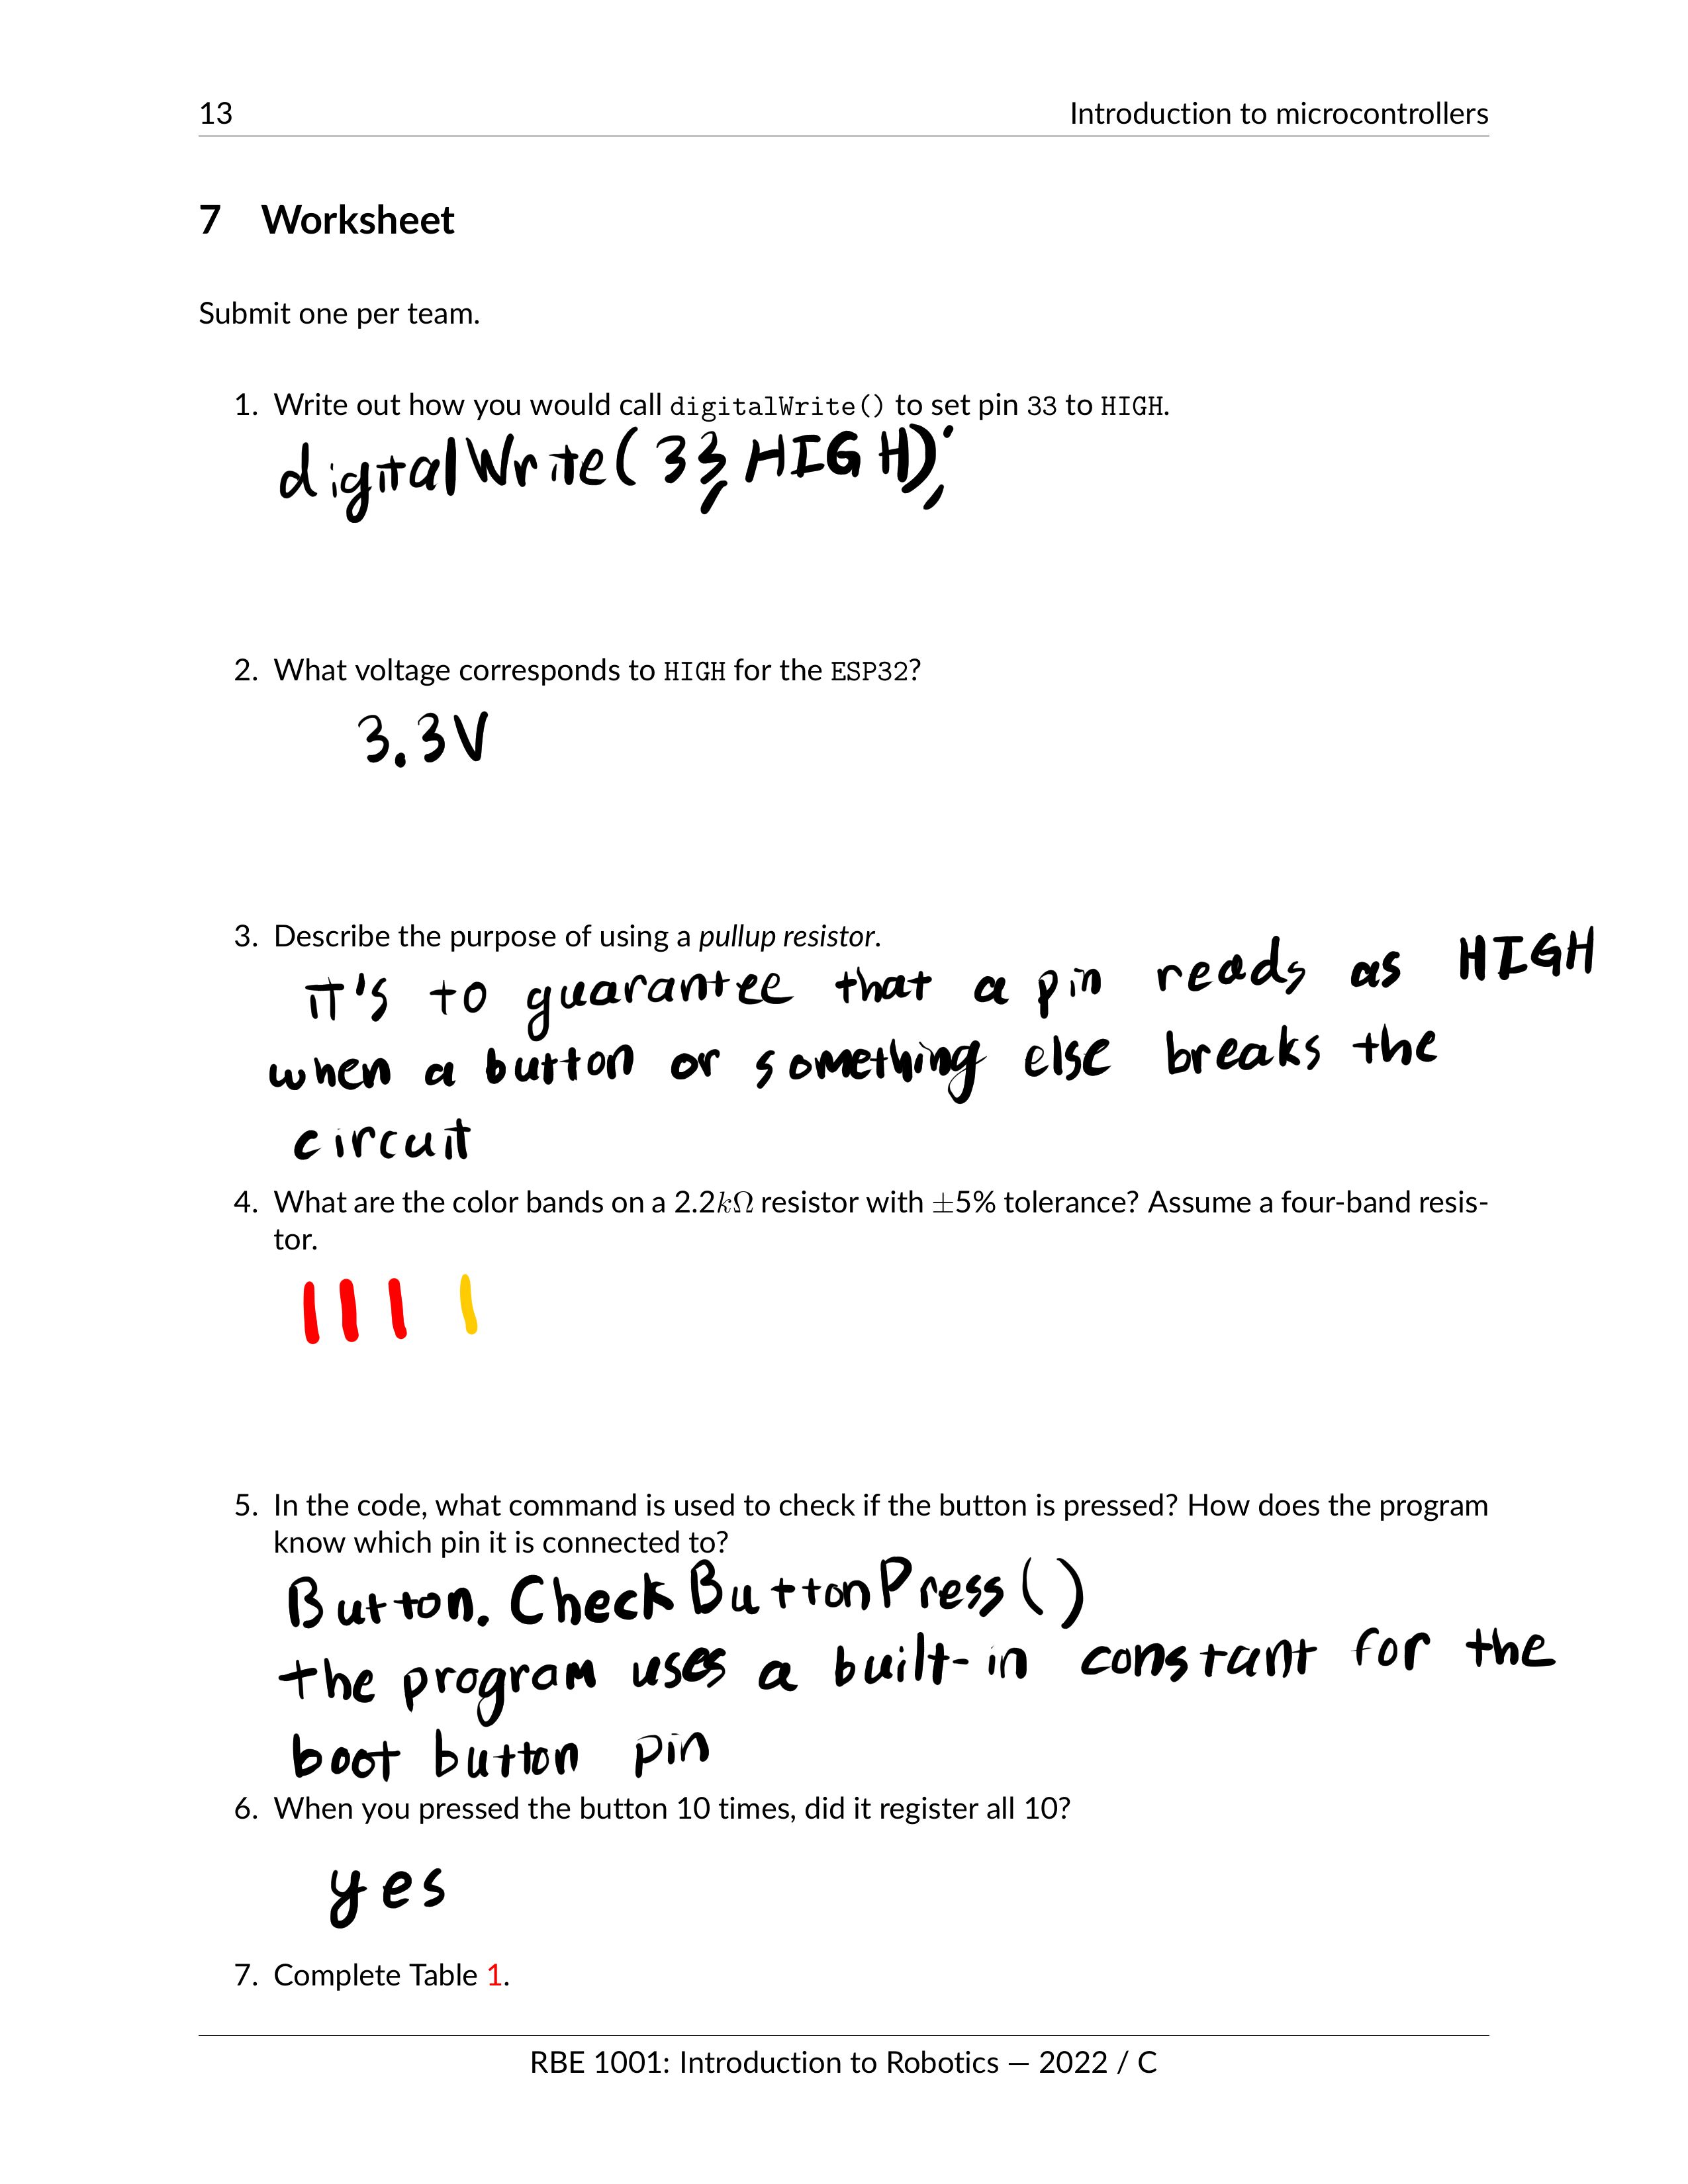 13 Introduction to microcontrollers
7 Worksheet
Submit one per team.
1. Write out how you would call digitalWrite() to set pin 33 to HIGH.
digitalWrite(33, HIGH);
2. What voltage corresponds to HIGH for the ESP32?
3.3V
3. Describe the purpose of using a pullup resistor.
it's to guarantee that a pin reads as HIGH
when a button or something else breaks the
circuit
4. What are the color bands on a 2.2kΩ resistor with ±5% tolerance? Assume a four-band resis-
tor.
5. In the code, what command is used to check if the button is pressed? How does the program
know which pin it is connected to?
Button. CheckButtonPress()
the program uses a built-in constant for the
boot button pin
6. When you pressed the button 10 times, did it register all 10?
yes
7. Complete Table 1.
RBE 1001: Introduction to Robotics — 2022 / C